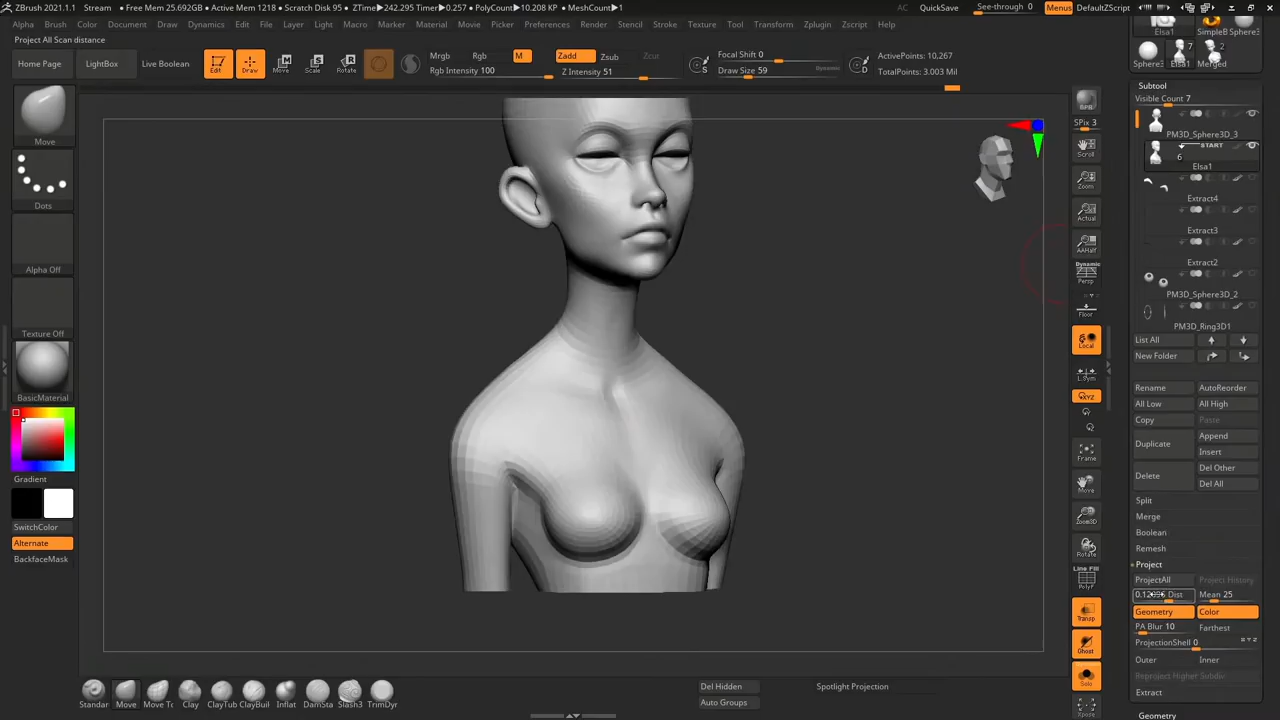 ZBrush 2021.1.1 Stream ● Free Mem 25.692GB ● Active Mem 1218 ● Scratch Disk 95 ● ZTime▶242.295 Timer▶0.257 ● PolyCount▶10.208 KP ● MeshCount▶1
AC QuickSave See-through 0 Menus DefaultZScript
Alpha Brush Color Document Draw Dynamics Edit File Layer Light Macro Marker Material Movie Picker Preferences Render Stencil Stroke Texture Tool Transform Zplugin Zscript Help
Project All Scan distance
Home Page LightBox Live Boolean
Edit Draw Move Scale Rotate
Mrgb Rgb M
Rgb Intensity 100
Zadd Zsub Zcut
Z Intensity 51
Focal Shift 0
Draw Size 59 Dynamic
ActivePoints: 10,267
TotalPoints: 3.003 Mil
Elsa1 Simple Sphere3
7 2
Sphere3 Elsa1 Merged
Move
Dots
Alpha Off
Texture Off
BasicMaterial
Gradient
SwitchColor
Alternate
BackfaceMask
BPR
SPix 3
Scroll
Zoom
Actual
AAHalf
Dynamic
Persp
Floor
Local
L.Sym
XYZ
Frame
Move
Zoom3D
Rotate
Line Fill
PolyF
Transp
Ghost
Solo
Xpose
Subtool
Visible Count 7
PM3D_Sphere3D_3
START
6
Elsa1
Extract4
Extract3
Extract2
PM3D_Sphere3D_2
PM3D_Ring3D1
List All
New Folder
Rename AutoReorder
All Low All High
Copy Paste
Duplicate Append
Insert
Delete Del Other
Del All
Split
Merge
Boolean
Remesh
Project
ProjectAll Project History
Dist Mean 25
Geometry Color
PA Blur 10 Farthest
ProjectionShell 0
Outer Inner
Reproject Higher Subdiv
Extract
Geometry
Standar Move Move To Clay ClayTub ClayBuil Inflat DamSta Slash3 TrimDyr
Del Hidden
Auto Groups
Spotlight Projection